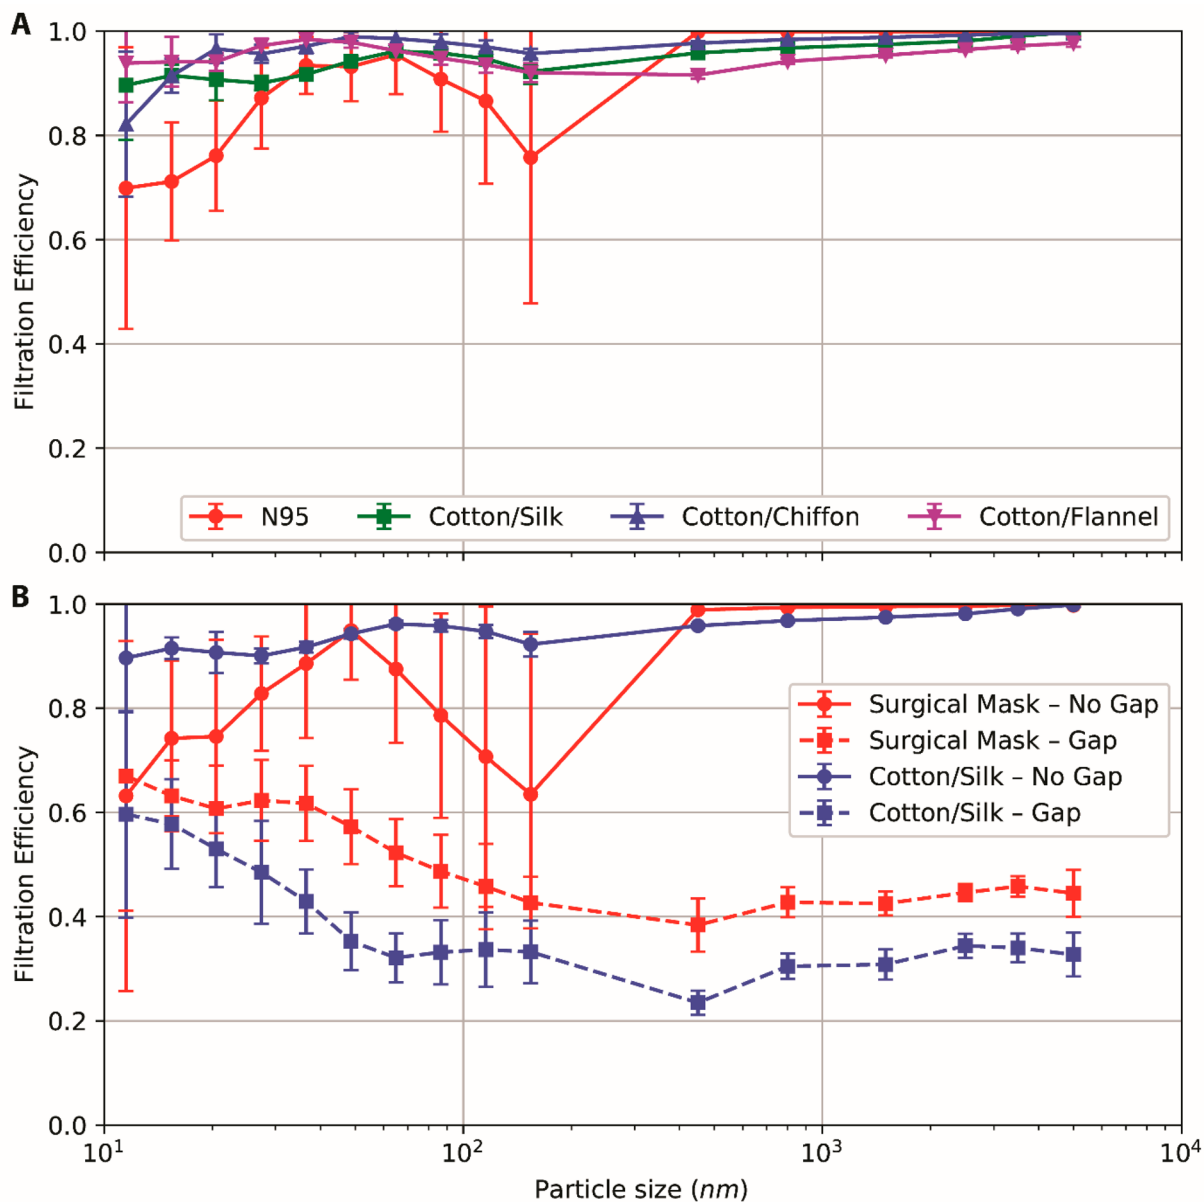 A
1.0
0.8
0.6
0.4
0.2
0.0
Filtration Efficiency
N95 Cotton/Silk Cotton/Chiffon Cotton/Flannel
B
1.0
0.8
0.6
0.4
0.2
0.0
Filtration Efficiency
Surgical Mask – No Gap
Surgical Mask – Gap
Cotton/Silk – No Gap
Cotton/Silk – Gap
10¹ 10² 10³ 10⁴
Particle size (nm)